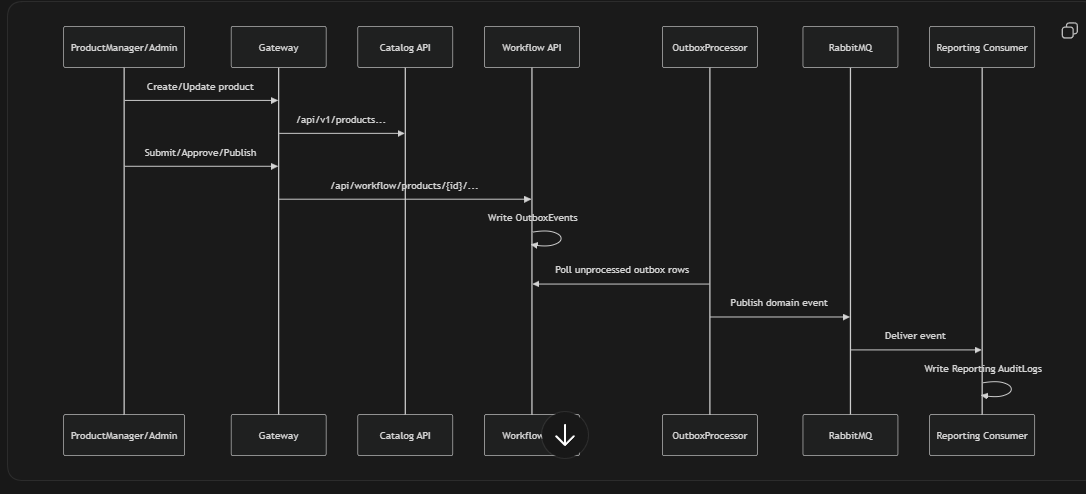 ProductManager/Admin
Gateway
Catalog API
Workflow API
OutboxProcessor
RabbitMQ
Reporting Consumer
Create/Update product
/api/v1/products...
Submit/Approve/Publish
/api/workflow/products/{id}/...
Write OutboxEvents
Poll unprocessed outbox rows
Publish domain event
Deliver event
Write Reporting AuditLogs
ProductManager/Admin
Gateway
Catalog API
Workflow
OutboxProcessor
RabbitMQ
Reporting Consumer